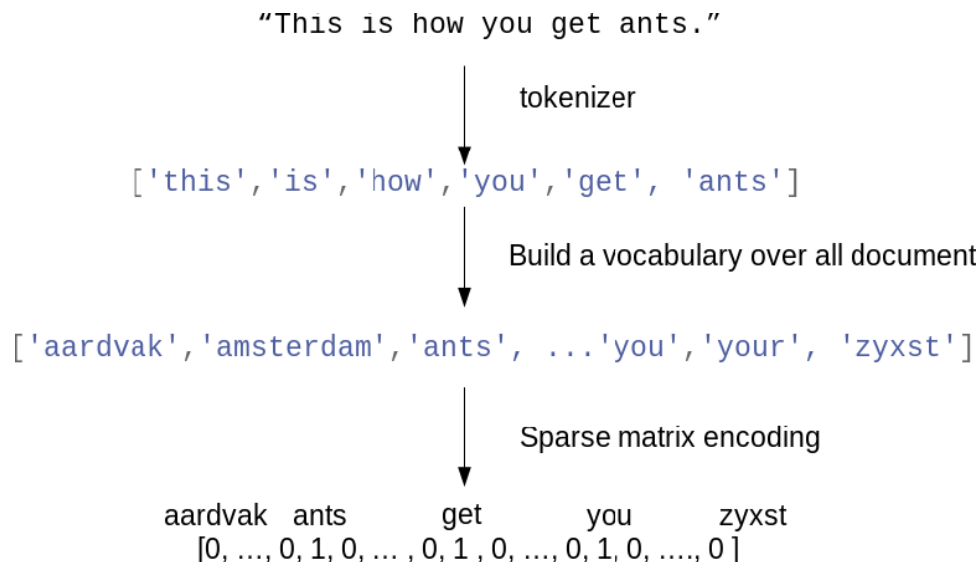 “This is how you get ants.”
tokenizer
['this','is','how','you','get', 'ants']
Build a vocabulary over all document
['aardvak','amsterdam','ants', ...'you','your', 'zyxst']
Sparse matrix encoding
aardvak ants get you zyxst
[0, …, 0, 1, 0, … , 0, 1 , 0, …, 0, 1, 0, …., 0 ]